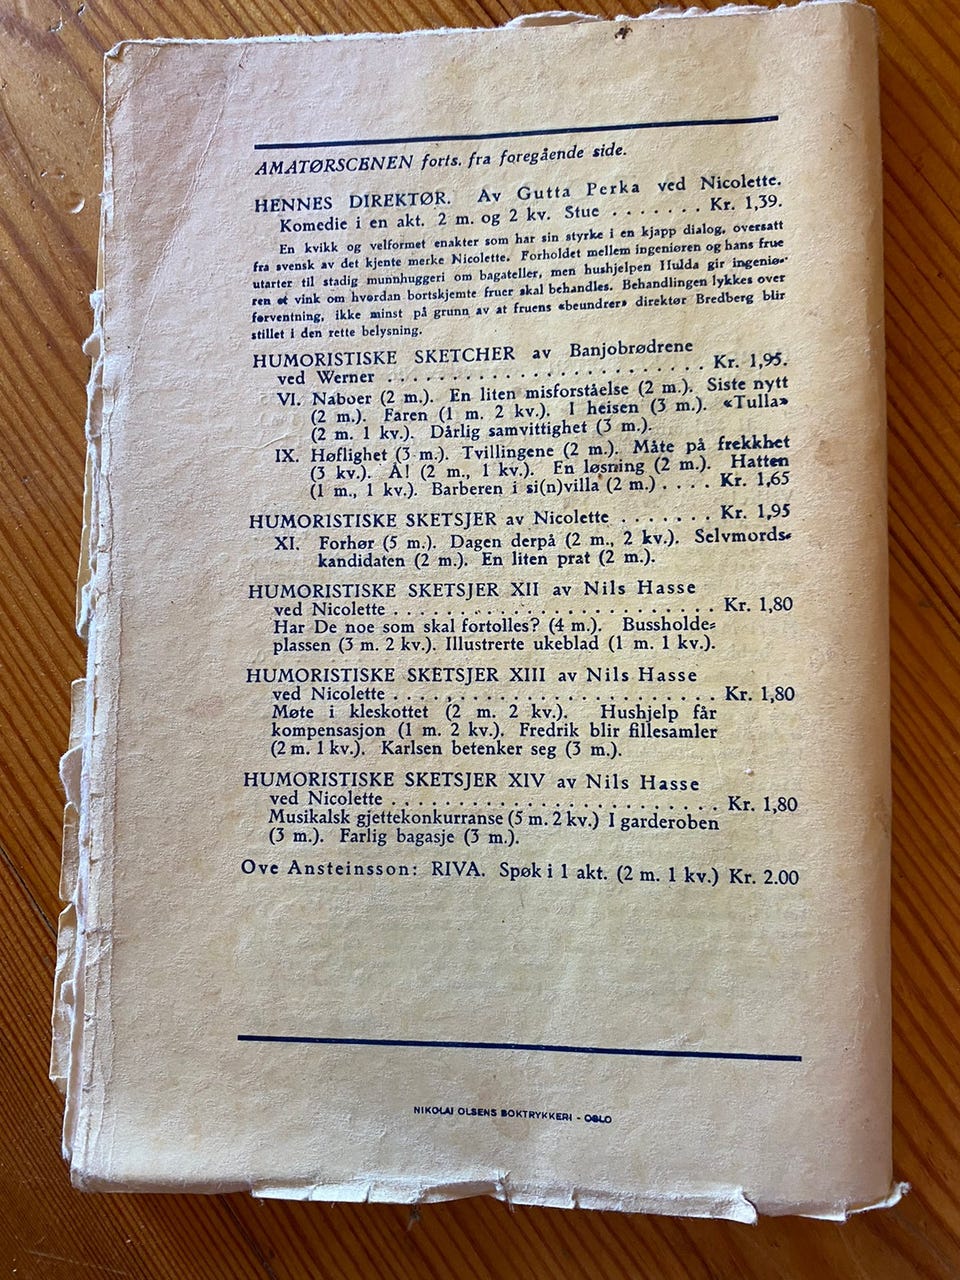 AMATØRSCENEN forts. fra foregående side.
HENNES DIREKTØR. Av Gutta Perka ved Nicolette.
Komedie i en akt. 2 m. og 2 kv. Stue . . . . . . . Kr. 1,39.
En kvikk og velformet enakter som har sin styrke i en kjapp dialog, oversatt
fra svensk av det kjente merke Nicolette. Forholdet mellem ingeniøren og hans frue
utarter til stadig munnhuggeri om bagateller, men hushjelpen Hulda gir ingeniø-
ren et vink om hvordan bortskjemte fruer skal behandles. Behandlingen lykkes over
forventning, ikke minst på grunn av at fruens «beundrer» direktør Bredberg blir
stillet i den rette belysning.
HUMORISTISKE SKETCHER av Banjobrødrene
ved Werner . . . . . . . . . . . . . . . . . . . . . . . Kr. 1,95.
VI. Naboer (2 m.). En liten misforståelse (2 m.). Siste nytt
(2 m.). Faren (1 m. 2 kv.). I heisen (3 m.). «Tulla»
(2 m. 1 kv.). Dårlig samvittighet (3 m.).
IX. Høflighet (3 m.). Tvillingene (2 m.). Måte på frekkhet
(3 kv.). Å! (2 m., 1 kv.). En løsning (2 m.). Hatten
(1 m., 1 kv.). Barberen i si(n)villa (2 m.) . . . . Kr. 1,65
HUMORISTISKE SKETSJER av Nicolette . . . . . . . Kr. 1,95
XI. Forhør (5 m.). Dagen derpå (2 m., 2 kv.). Selvmords-
kandidaten (2 m.). En liten prat (2 m.).
HUMORISTISKE SKETSJER XII av Nils Hasse
ved Nicolette . . . . . . . . . . . . . . . . . . . . . . . Kr. 1,80
Har De noe som skal fortolles? (4 m.). Bussholde-
plassen (3 m. 2 kv.). Illustrerte ukeblad (1 m. 1 kv.).
HUMORISTISKE SKETSJER XIII av Nils Hasse
ved Nicolette . . . . . . . . . . . . . . . . . . . . . . . Kr. 1,80
Møte i kleskottet (2 m. 2 kv.). Hushjelp får
kompensasjon (1 m. 2 kv.). Fredrik blir fillesamler
(2 m. 1 kv.). Karlsen betenker seg (3 m.).
HUMORISTISKE SKETSJER XIV av Nils Hasse
ved Nicolette . . . . . . . . . . . . . . . . . . . . . . . Kr. 1,80
Musikalsk gjettekonkurranse (5 m. 2 kv.) I garderoben
(3 m.). Farlig bagasje (3 m.).
Ove Ansteinsson: RIVA. Spøk i 1 akt. (2 m. 1 kv.) Kr. 2.00
NIKOLAI OLSENS BOKTRYKKERI - OSLO